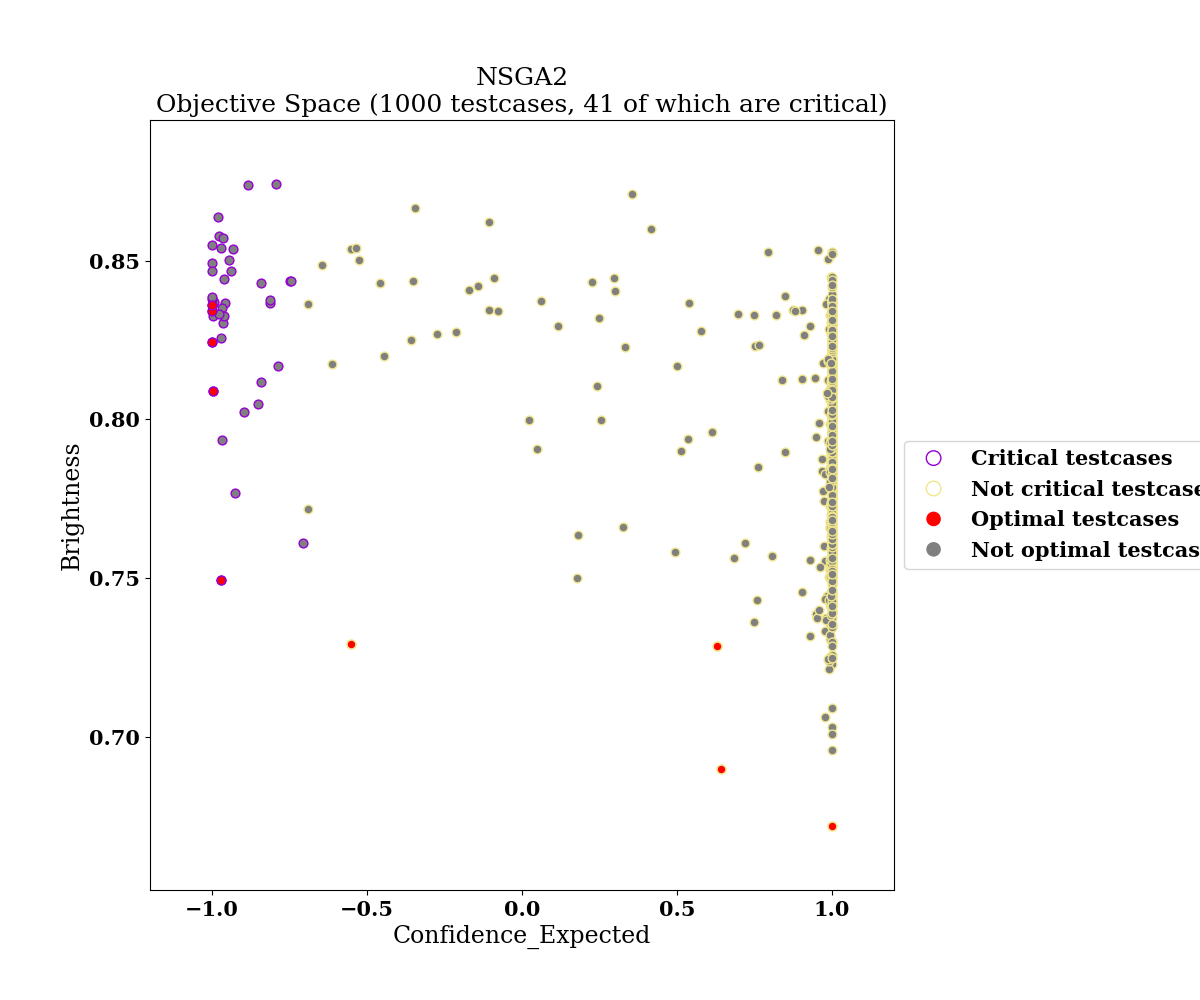 NSGA2
Objective Space (1000 testcases, 41 of which are critical)
Brightness
0.85
0.80
0.75
0.70
−1.0
−0.5
0.0
0.5
1.0
Confidence_Expected
Critical testcases
Not critical testcase
Optimal testcases
Not optimal testcas